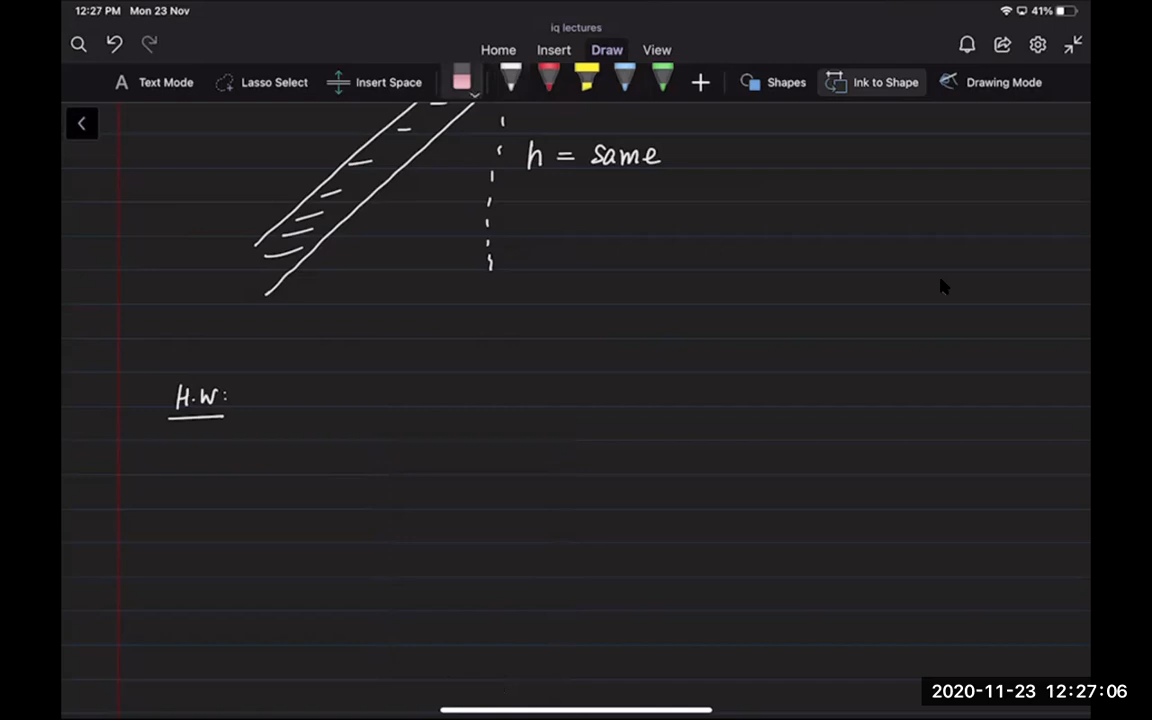 12:27 PM Mon 23 Nov
41%
iq lectures
Home Insert Draw View
Text Mode Lasso Select Insert Space Shapes Ink to Shape Drawing Mode
h = same
H.W:
2020-11-23 12:27:06